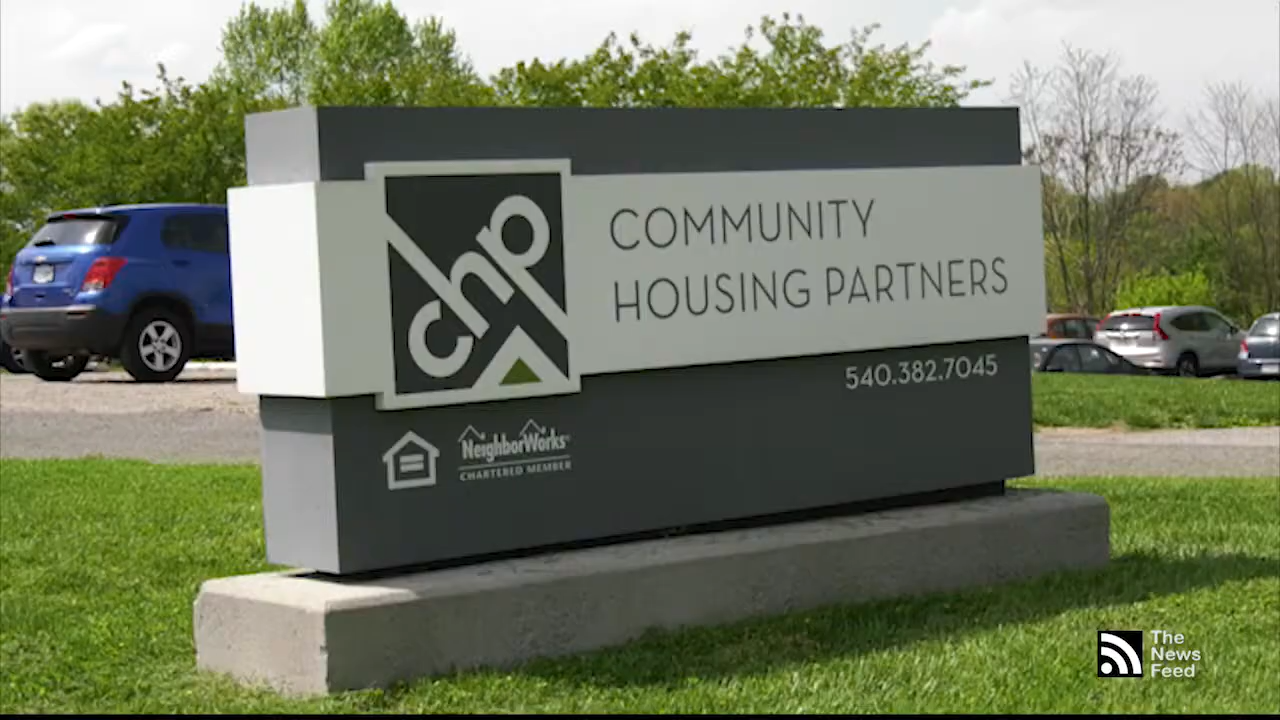 chp
COMMUNITY
HOUSING PARTNERS
540.382.7045
NeighborWorks®
CHARTERED MEMBER
The
News
Feed